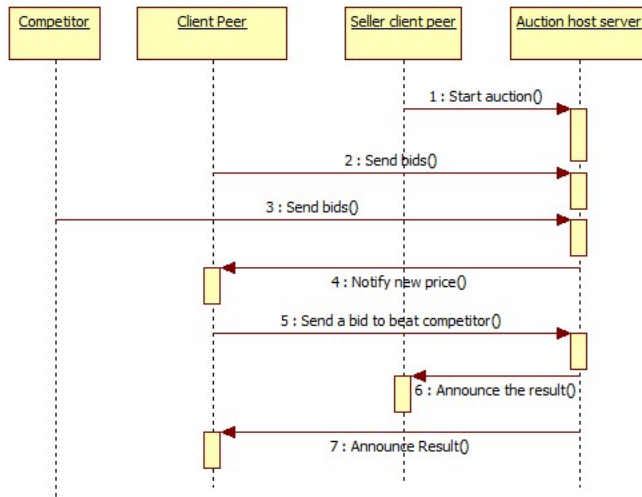 Competitor
Client Peer
Seller client peer
Auction host server
1 : Start auction()
2 : Send bids()
3 : Send bids()
4 : Notify new price()
5 : Send a bid to beat competitor()
6 : Announce the result()
7 : Announce Result()